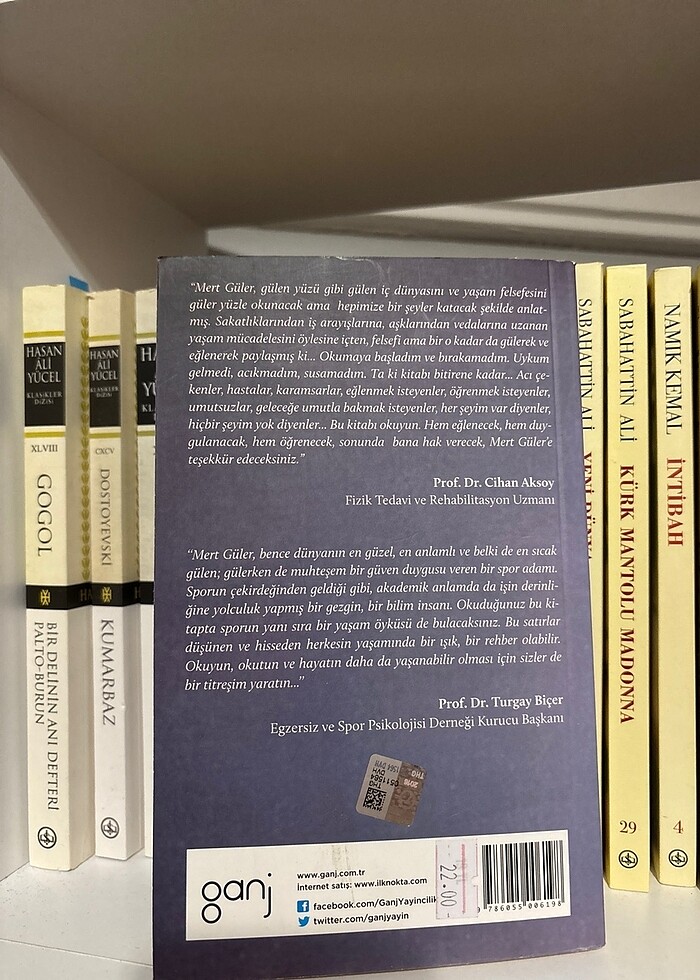 HASAN
ALİ
YÜCEL
KLASİKLER
DİZİSİ
XLVIII
GOGOL
BİR DELİNİN ANI DEFTERİ
PALTO-BURUN
HASAN
ALİ
YÜCEL
KLASİKLER
DİZİSİ
CXCV
DOSTOYEVSKI
KUMARBAZ
"Mert Güler, gülen yüzü gibi gülen iç dünyasını ve yaşam felsefesini
güler yüzle okunacak ama hepimize bir şeyler katacak şekilde anlat-
mış. Sakatlıklarından iş arayışlarına, aşklarından vedalarına uzanan
yaşam mücadelesini öylesine içten, felsefi ama bir o kadar da gülerek ve
eğlenerek paylaşmış ki... Okumaya başladım ve bırakamadım. Uykum
gelmedi, acıkmadım, susamadım. Ta ki kitabı bitirene kadar... Acı çe-
kenler, hastalar, karamsarlar, eğlenmek isteyenler, öğrenmek isteyenler,
umutsuzlar, geleceğe umutla bakmak isteyenler, her şeyim var diyenler,
hiçbir şeyim yok diyenler... Bu kitabı okuyun. Hem eğlenecek, hem duy-
gulanacak, hem öğrenecek, sonunda bana hak verecek, Mert Güler'e
teşekkür edeceksiniz."
Prof. Dr. Cihan Aksoy
Fizik Tedavi ve Rehabilitasyon Uzmanı
"Mert Güler, bence dünyanın en güzel, en anlamlı ve belki de en sıcak
gülen; gülerken de muhteşem bir güven duygusu veren bir spor adamı.
Sporun çekirdeğinden geldiği gibi, akademik anlamda da işin derinli-
ğine yolculuk yapmış bir gezgin, bir bilim insanı. Okuduğunuz bu ki-
tapta sporun yanı sıra bir yaşam öyküsü de bulacaksınız. Bu satırlar
düşünen ve hisseden herkesin yaşamında bir ışık, bir rehber olabilir.
Okuyun, okutun ve hayatın daha da yaşanabilir olması için sizler de
bir titreşim yaratın..."
Prof. Dr. Turgay Biçer
Egzersiz ve Spor Psikolojisi Derneği Kurucu Başkanı
ganj
www.ganj.com.tr
İnternet satış: www.ilknokta.com
facebook.com/GanjYayincilik
twitter.com/ganjyayin
22.00
9 786055 006198
SABAHATTİN ALİ
YENİ DÜNYA
SABAHATTİN ALİ
KÜRK MANTOLU MADONNA
29
NAMIK KEMAL
İNTİBAH
4